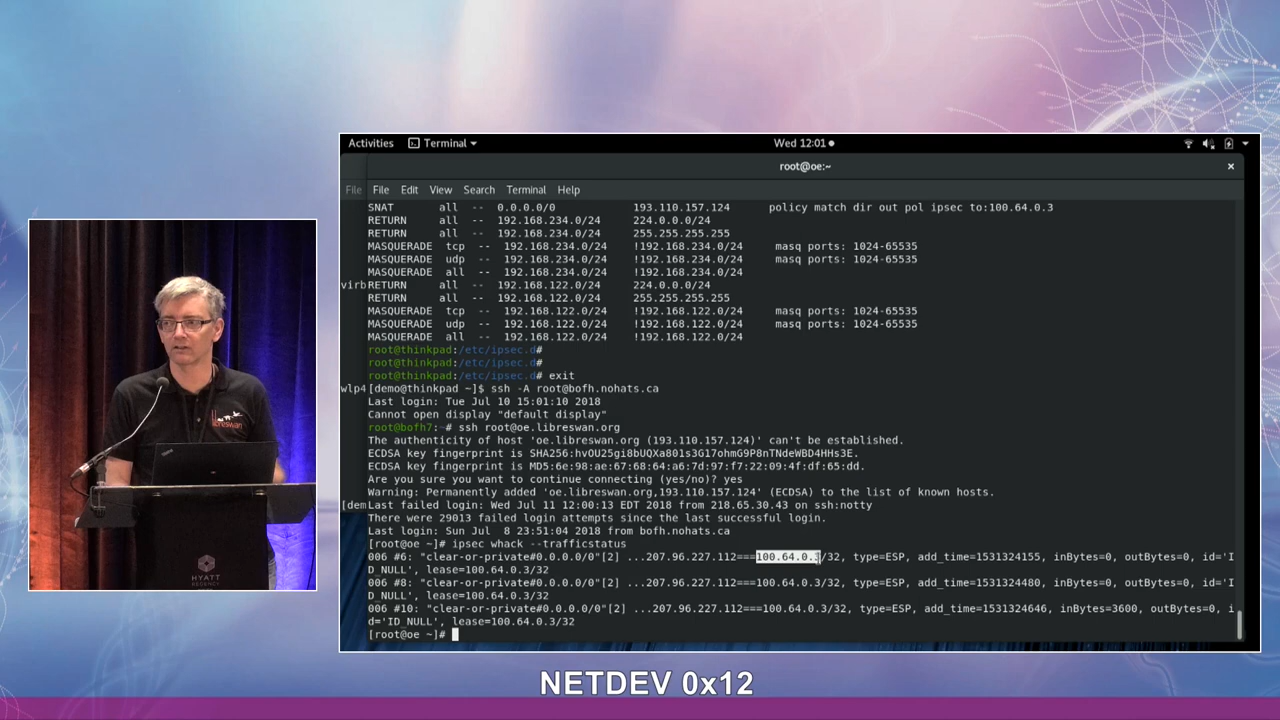 Activities Terminal Wed 12:01
root@oe:~ ×
File File Edit View Search Terminal Help
SNAT all -- 0.0.0.0/0 193.110.157.124 policy match dir out pol ipsec to:100.64.0.3
RETURN all -- 192.168.234.0/24 224.0.0.0/24
RETURN all -- 192.168.234.0/24 255.255.255.255
MASQUERADE tcp -- 192.168.234.0/24 !192.168.234.0/24 masq ports: 1024-65535
MASQUERADE udp -- 192.168.234.0/24 !192.168.234.0/24 masq ports: 1024-65535
MASQUERADE all -- 192.168.234.0/24 !192.168.234.0/24
virb RETURN all -- 192.168.122.0/24 224.0.0.0/24
RETURN all -- 192.168.122.0/24 255.255.255.255
MASQUERADE tcp -- 192.168.122.0/24 !192.168.122.0/24 masq ports: 1024-65535
MASQUERADE udp -- 192.168.122.0/24 !192.168.122.0/24 masq ports: 1024-65535
MASQUERADE all -- 192.168.122.0/24 !192.168.122.0/24
root@thinkpad:/etc/ipsec.d#
root@thinkpad:/etc/ipsec.d#
root@thinkpad:/etc/ipsec.d# exit
wlp4 [demo@thinkpad ~]$ ssh -A root@bofh.nohats.ca
Last login: Tue Jul 10 15:01:10 2018
Cannot open display "default display"
root@bofh7:~# ssh root@oe.libreswan.org
The authenticity of host 'oe.libreswan.org (193.110.157.124)' can't be established.
ECDSA key fingerprint is SHA256:hvOU25gi8bUQXa801s3G17ohmG9P8nTNdeWBD4HHs3E.
ECDSA key fingerprint is MD5:6e:98:ae:67:68:64:a6:7d:97:f7:22:09:4f:df:65:dd.
Are you sure you want to continue connecting (yes/no)? yes
Warning: Permanently added 'oe.libreswan.org,193.110.157.124' (ECDSA) to the list of known hosts.
[dem Last failed login: Wed Jul 11 12:00:13 EDT 2018 from 218.65.30.43 on ssh:notty
There were 29013 failed login attempts since the last successful login.
Last login: Sun Jul  8 23:51:04 2018 from bofh.nohats.ca
[root@oe ~]# ipsec whack --trafficstatus
006 #6: "clear-or-private#0.0.0.0/0"[2] ...207.96.227.112===100.64.0.3/32, type=ESP, add_time=1531324155, inBytes=0, outBytes=0, id='I
D_NULL', lease=100.64.0.3/32
006 #8: "clear-or-private#0.0.0.0/0"[2] ...207.96.227.112===100.64.0.3/32, type=ESP, add_time=1531324480, inBytes=0, outBytes=0, id='I
D_NULL', lease=100.64.0.3/32
006 #10: "clear-or-private#0.0.0.0/0"[2] ...207.96.227.112===100.64.0.3/32, type=ESP, add_time=1531324646, inBytes=3600, outBytes=0, i
d='ID_NULL', lease=100.64.0.3/32
[root@oe ~]#
libreswan
HYATT
REGENCY
NETDEV 0x12